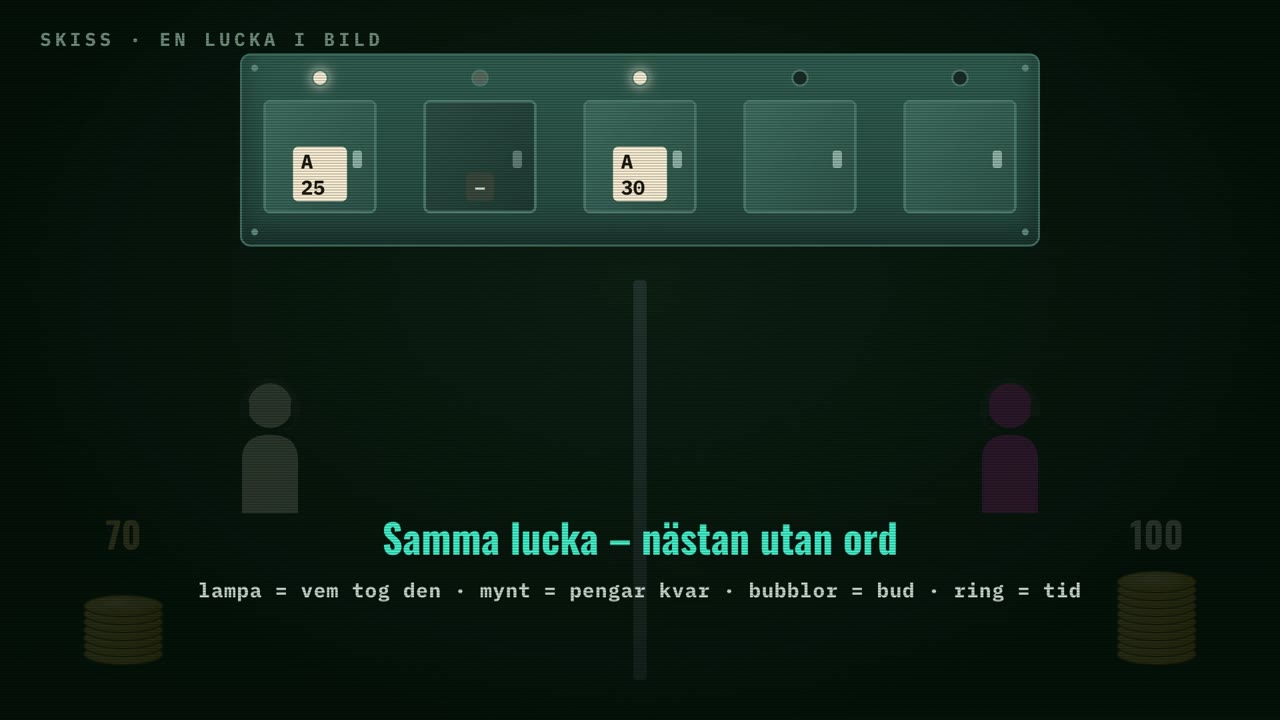 SKISS · EN LUCKA I BILD
A
25
–
A
30
70
100
Samma lucka – nästan utan ord
lampa = vem tog den · mynt = pengar kvar · bubblor = bud · ring = tid